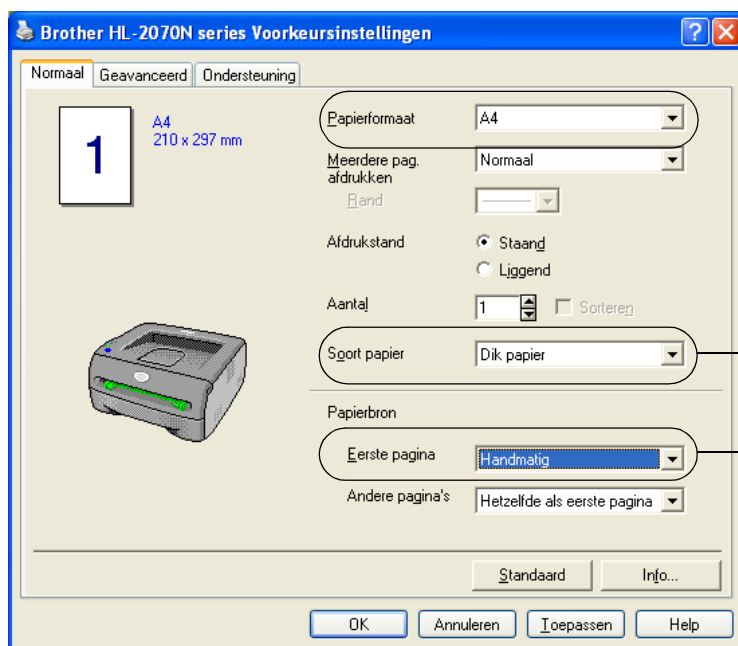 Brother HL-2070N series Voorkeursinstellingen
Normaal Geavanceerd Ondersteuning
1
A4
210 x 297 mm
Papierformaat A4
Meerdere pag.
afdrukken Normaal
Rand
Afdrukstand Staand
Liggend
Aantal 1 Sorteren
Soort papier Dik papier
Papierbron
Eerste pagina Handmatig
Andere pagina's Hetzelfde als eerste pagina
Standaard Info...
OK Annuleren Toepassen Help